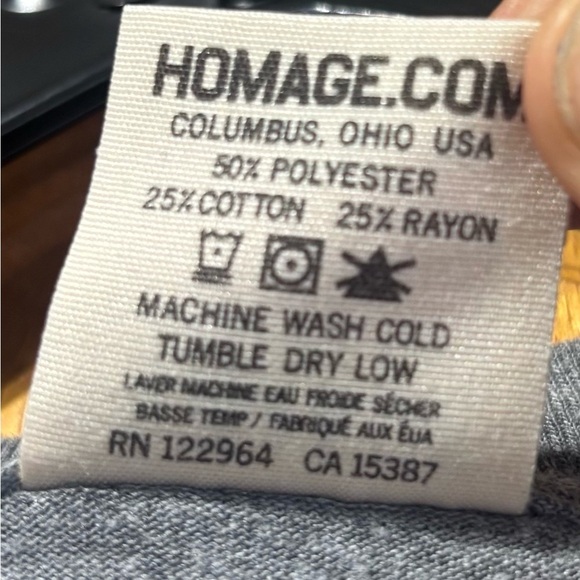 HOMAGE.COM
COLUMBUS, OHIO USA
50% POLYESTER
25% COTTON 25% RAYON
MACHINE WASH COLD
TUMBLE DRY LOW
LAVER MACHINE EAU FROIDE SÉCHER
BASSE TEMP / FABRIQUÉ AUX ÉUA
RN 122964 CA 15387